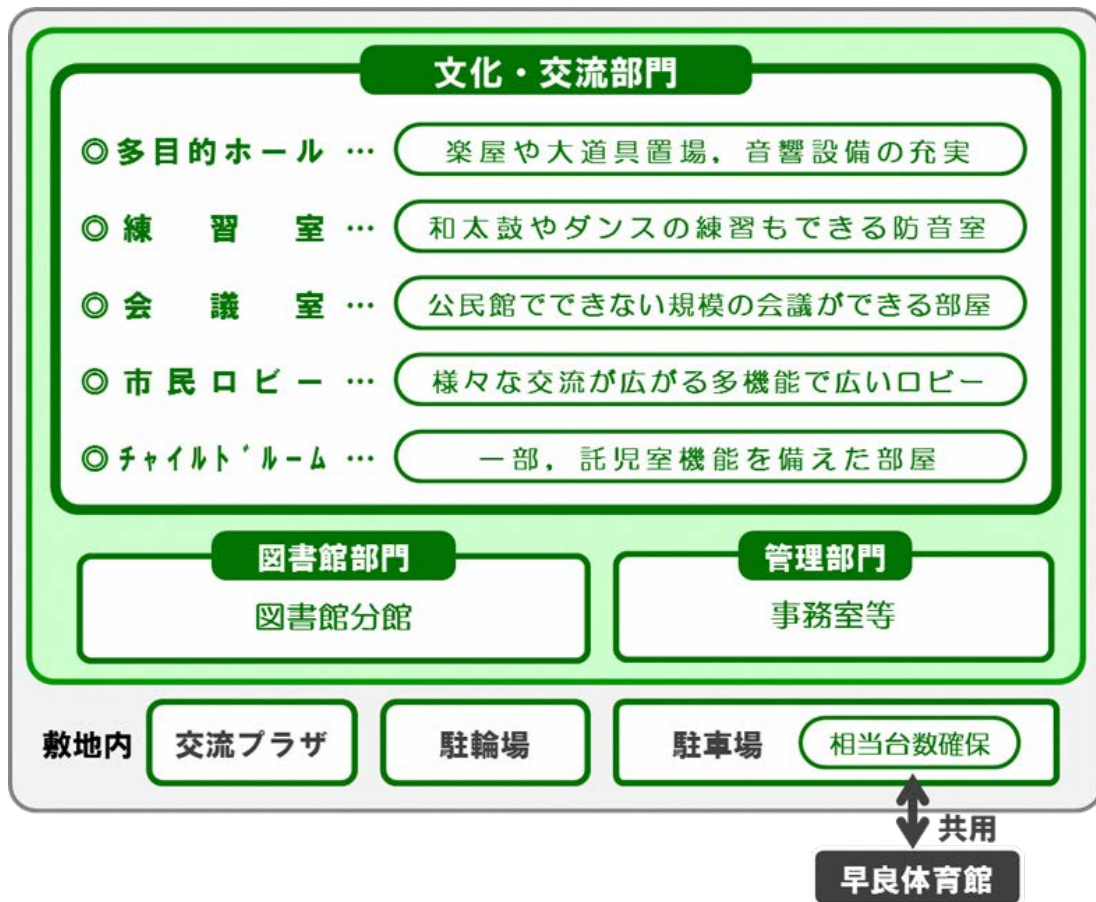 文化・交流部門
◎多目的ホール … 楽屋や大道具置場，音響設備の充実
◎練習室 … 和太鼓やダンスの練習もできる防音室
◎会議室 … 公民館でできない規模の会議ができる部屋
◎市民ロビー … 様々な交流が広がる多機能で広いロビー
◎ﾁｬｲﾙﾄﾞﾙｰﾑ … 一部，託児室機能を備えた部屋
図書館部門
図書館分館
管理部門
事務室等
敷地内
交流プラザ
駐輪場
駐車場 相当台数確保
共用
早良体育館